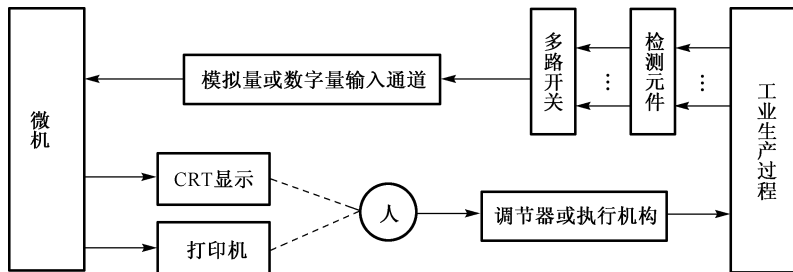 微机
模拟量或数字量输入通道
多路开关
检测元件
工业生产过程
CRT显示
打印机
人
调节器或执行机构